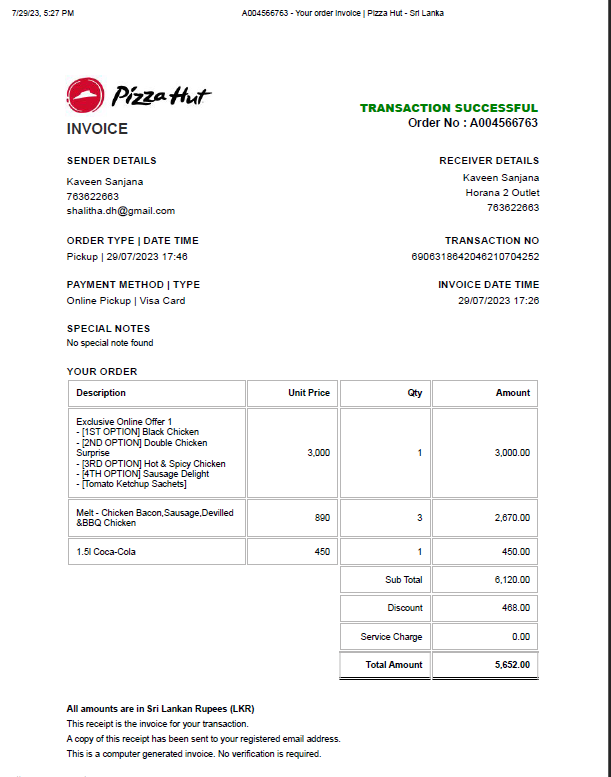 7/29/23, 5:27 PM A004566763 - Your order invoice | Pizza Hut - Sri Lanka
Pizza Hut
INVOICE
TRANSACTION SUCCESSFUL
Order No : A004566763
SENDER DETAILS
Kaveen Sanjana
763622663
shalitha.dh@gmail.com
RECEIVER DETAILS
Kaveen Sanjana
Horana 2 Outlet
763622663
ORDER TYPE | DATE TIME
Pickup | 29/07/2023 17:46
TRANSACTION NO
6906318642046210704252
PAYMENT METHOD | TYPE
Online Pickup | Visa Card
INVOICE DATE TIME
29/07/2023 17:26
SPECIAL NOTES
No special note found
YOUR ORDER
Description Unit Price Qty Amount
Exclusive Online Offer 1
- [1ST OPTION] Black Chicken
- [2ND OPTION] Double Chicken
Surprise
- [3RD OPTION] Hot & Spicy Chicken
- [4TH OPTION] Sausage Delight
- [Tomato Ketchup Sachets]
3,000 1 3,000.00
Melt - Chicken Bacon,Sausage,Devilled
&BBQ Chicken
890 3 2,670.00
1.5l Coca-Cola 450 1 450.00
Sub Total 6,120.00
Discount 468.00
Service Charge 0.00
Total Amount 5,652.00
All amounts are in Sri Lankan Rupees (LKR)
This receipt is the invoice for your transaction.
A copy of this receipt has been sent to your registered email address.
This is a computer generated invoice. No verification is required.